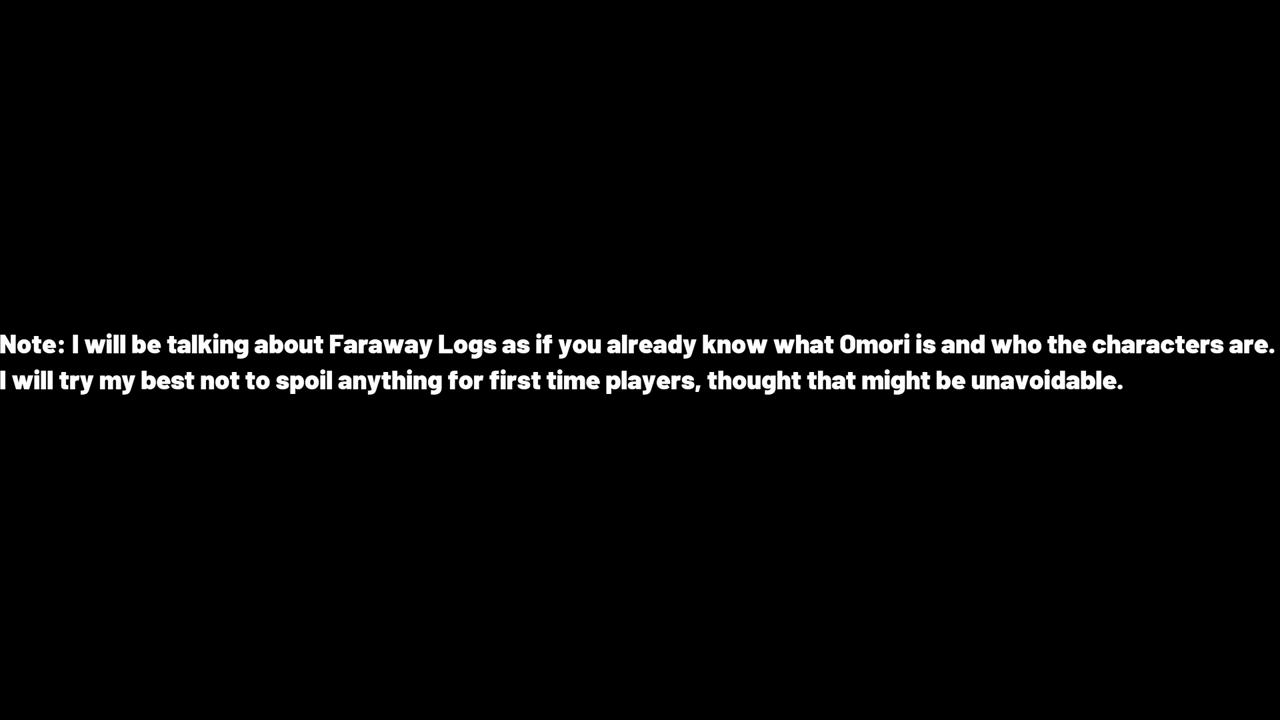 Note: I will be talking about Faraway Logs as if you already know what Omori is and who the characters are.
I will try my best not to spoil anything for first time players, thought that might be unavoidable.